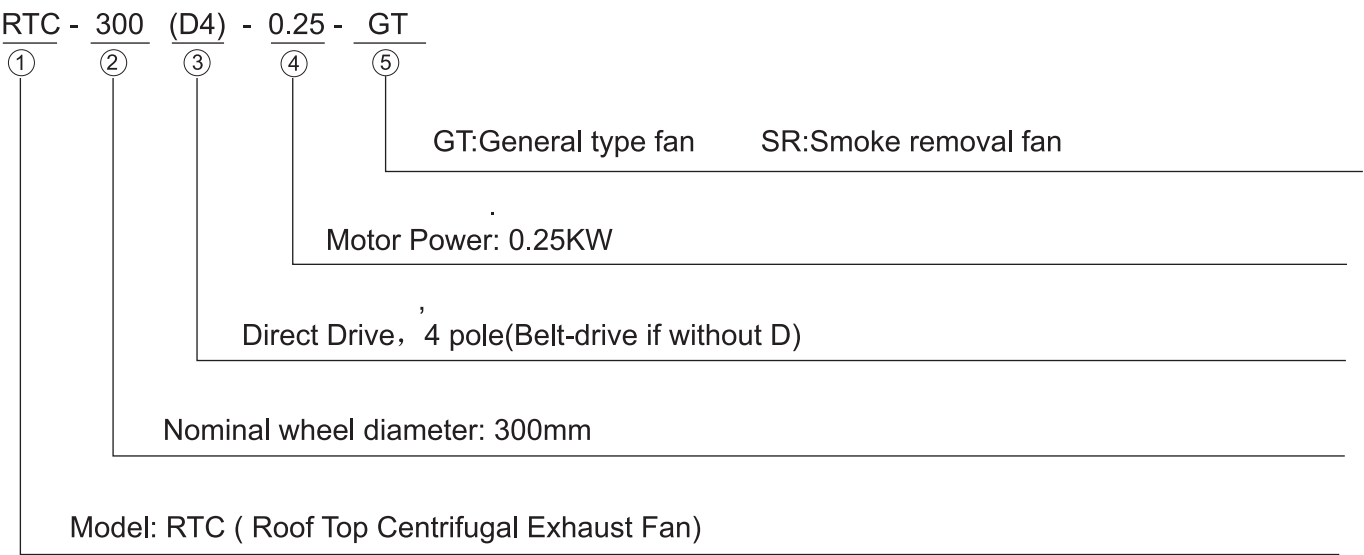 RTC - 300 (D4) - 0.25 - GT
① ② ③ ④ ⑤
GT:General type fan SR:Smoke removal fan
Motor Power: 0.25KW
Direct Drive，4 pole(Belt-drive if without D)
Nominal wheel diameter: 300mm
Model: RTC ( Roof Top Centrifugal Exhaust Fan)